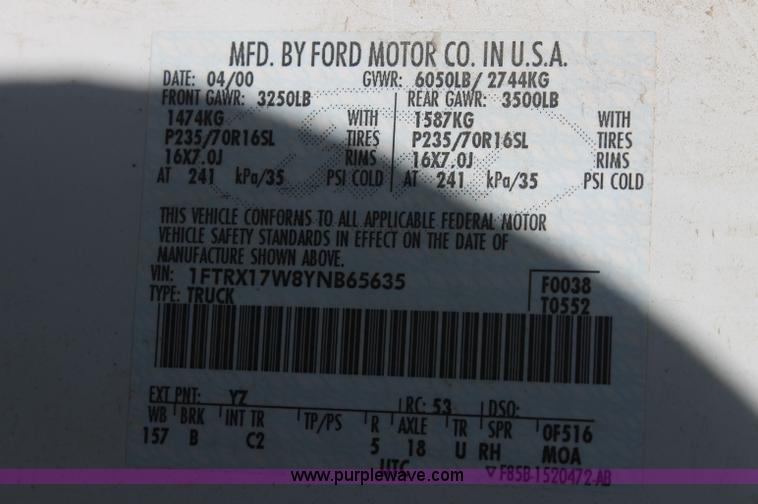 MFD. BY FORD MOTOR CO. IN U.S.A.
DATE: 04/00 GVWR: 6050LB/ 2744KG
FRONT GAWR: 3250LB REAR GAWR: 3500LB
1474KG WITH 1587KG WITH
P235/70R16SL TIRES P235/70R16SL TIRES
16X7.0J RIMS 16X7.0J RIMS
AT 241 kPa/35 PSI COLD AT 241 kPa/35 PSI COLD
THIS VEHICLE CONFORMS TO ALL APPLICABLE FEDERAL MOTOR
VEHICLE SAFETY STANDARDS IN EFFECT ON THE DATE OF
MANUFACTURE SHOWN ABOVE.
VIN: 1FTRX17W8YNB65635 F0038
TYPE: TRUCK T0552
EXT PNT: YZ RC: 53 DSO:
WB BRK INT TR TP/PS R AXLE TR SPR 0F516
157 B C2 5 18 U RH MOA
UTC ▽F85B-1520472-AB
www.purplewave.com